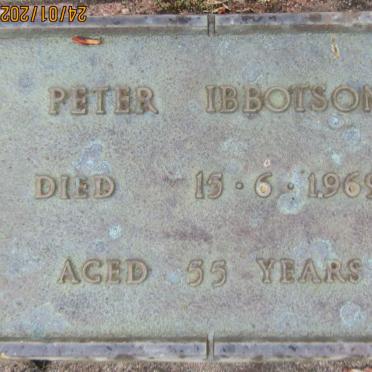 PETER IBBOTSON
DIED 15·6·1969
AGED 55 YEARS
24/01/202